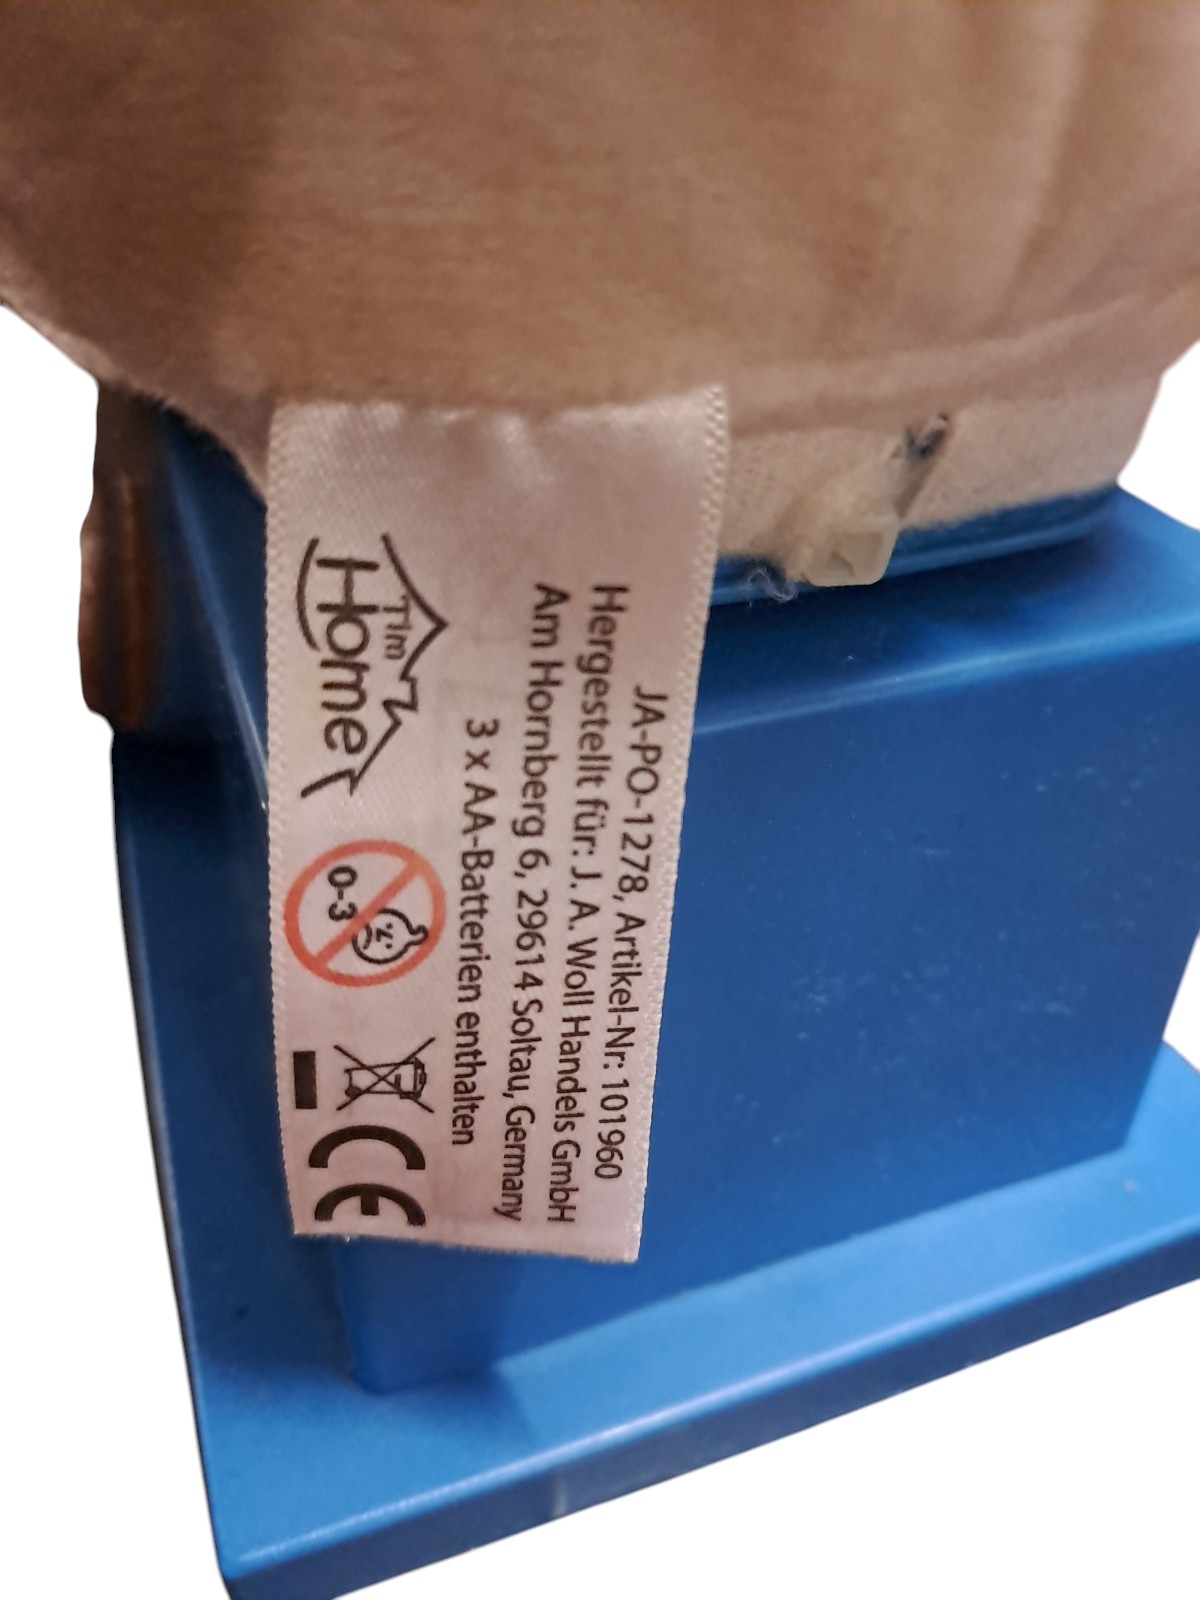 JA-PO-1278, Artikel-Nr: 101960
Hergestellt für: J. A. Woll Handels GmbH
Am Hornberg 6, 29614 Soltau, Germany
3 x AA-Batterien enthalten
Tim
Home
0-3
CE